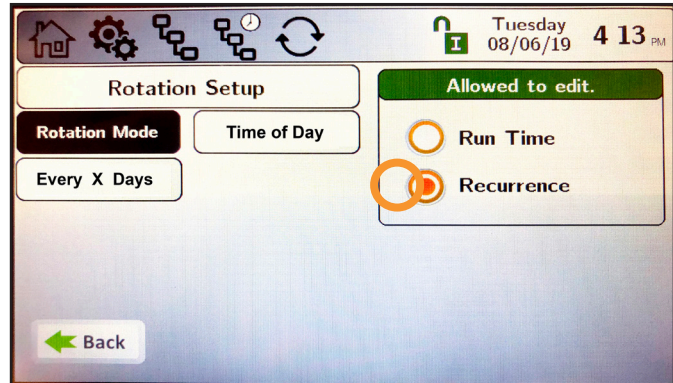 Tuesday
08/06/19
4 13 PM
I
Rotation Setup
Allowed to edit.
Rotation Mode
Time of Day
Every X Days
Run Time
Recurrence
Back